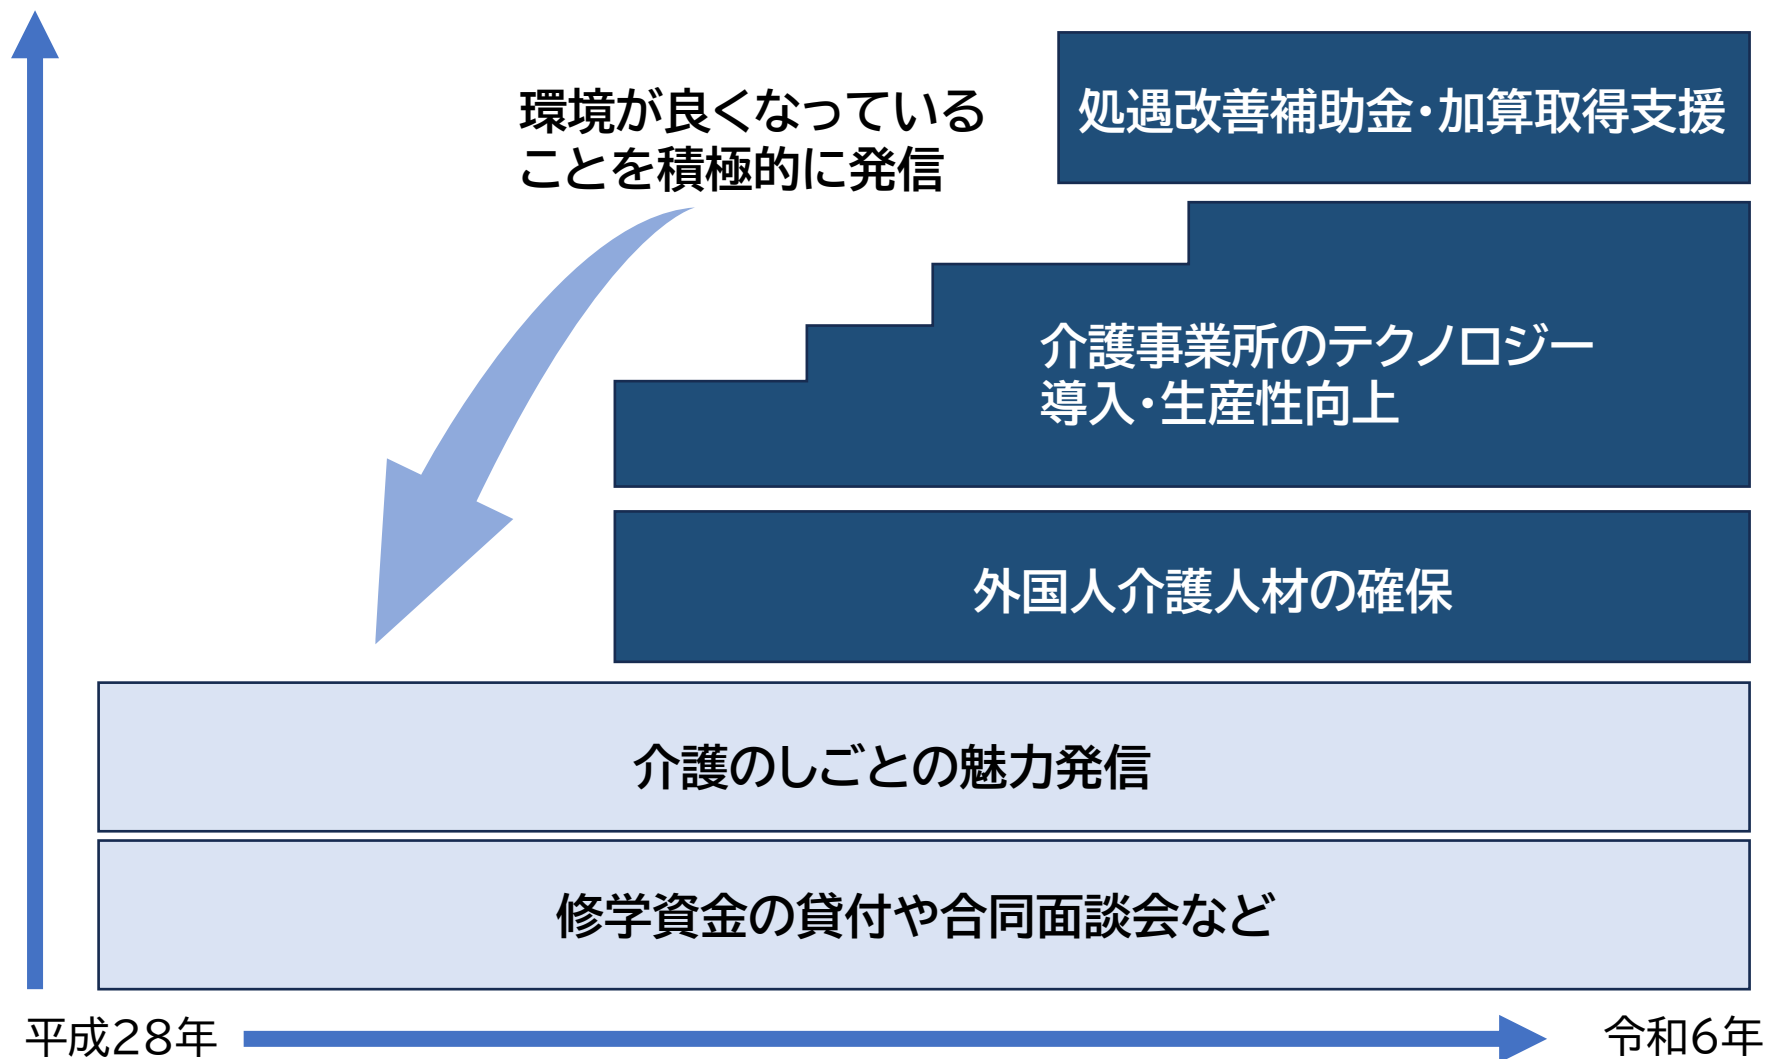 環境が良くなっている
ことを積極的に発信
処遇改善補助金・加算取得支援
介護事業所のテクノロジー
導入・生産性向上
外国人介護人材の確保
介護のしごとの魅力発信
修学資金の貸付や合同面談会など
平成28年
令和6年